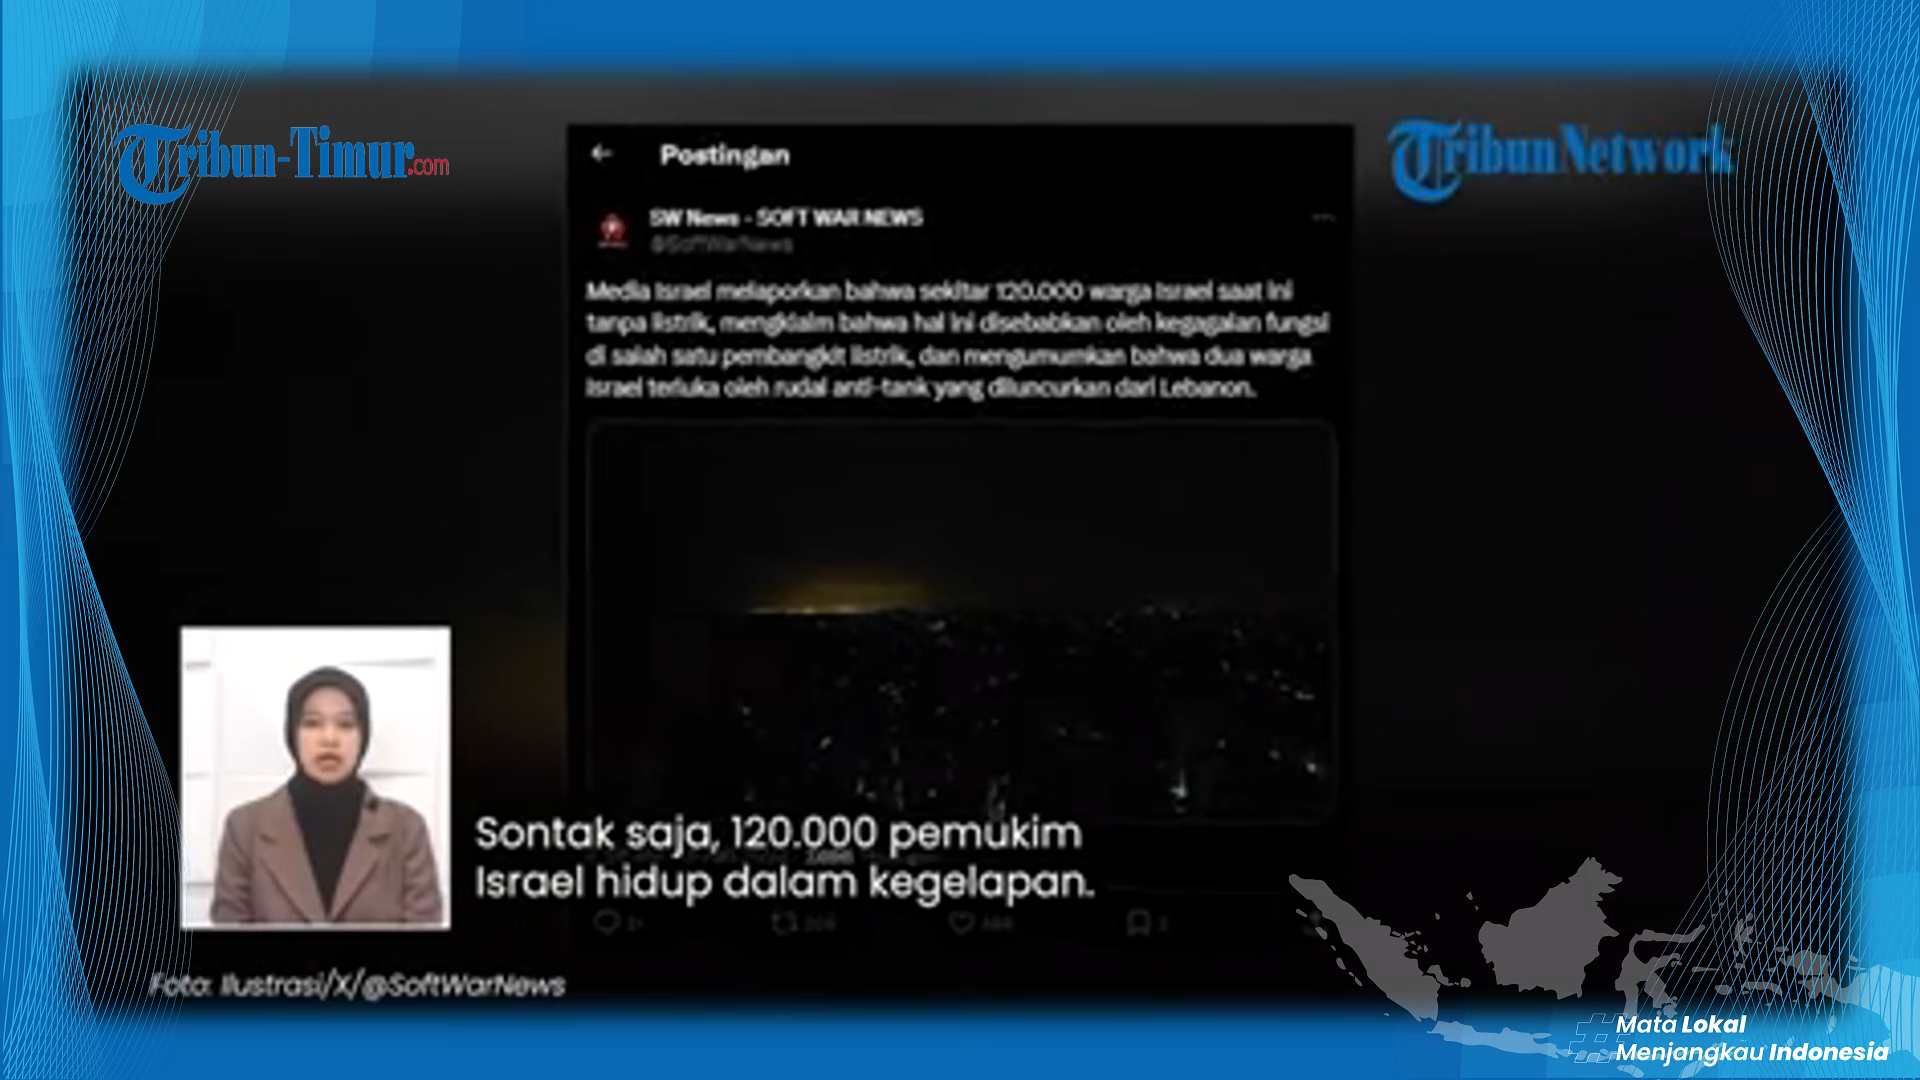 Tribun-Timur.com
TribunNetwork
Postingan
SW News - SOFT WAR NEWS
@SoftWarNews
Media Israel melaporkan bahwa sekitar 120.000 warga Israel saat ini
tanpa listrik, mengklaim bahwa hal ini disebabkan oleh kegagalan fungsi
di salah satu pembangkit listrik, dan mengumumkan bahwa dua warga
Israel terluka oleh rudal anti-tank yang diluncurkan dari Lebanon.
Sontak saja, 120.000 pemukim
Israel hidup dalam kegelapan.
Foto: Ilustrasi/X/@SoftWarNews
#Mata Lokal
Menjangkau Indonesia